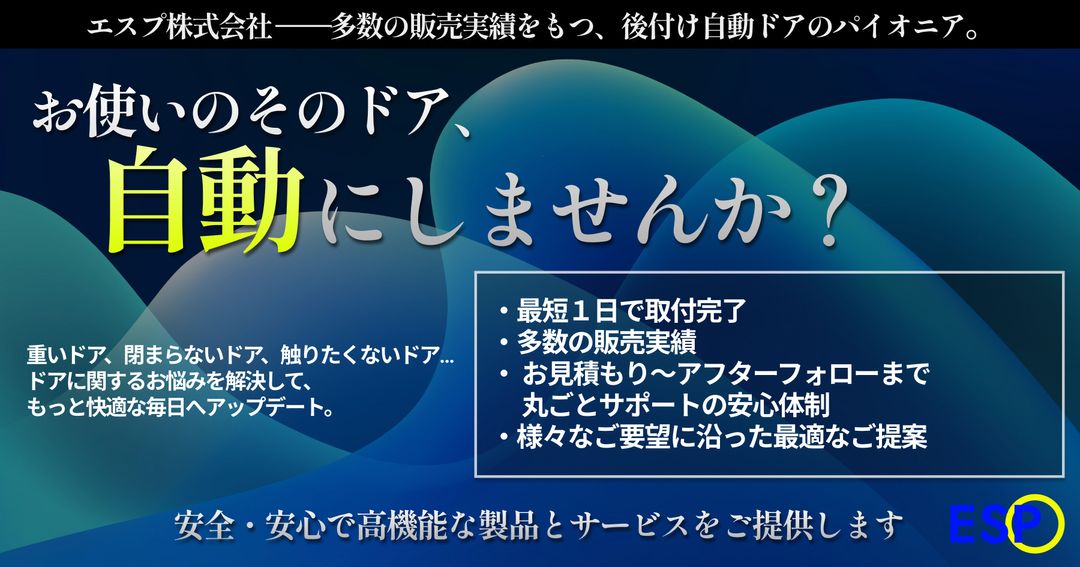 エスプ株式会社――多数の販売実績をもつ、後付け自動ドアのパイオニア。
お使いのそのドア、
自動にしませんか？
重いドア、閉まらないドア、触りたくないドア...
ドアに関するお悩みを解決して、
もっと快適な毎日へアップデート。
・最短１日で取付完了
・多数の販売実績
・ お見積もり～アフターフォローまで
丸ごとサポートの安心体制
・様々なご要望に沿った最適なご提案
安全・安心で高機能な製品とサービスをご提供します
ESP